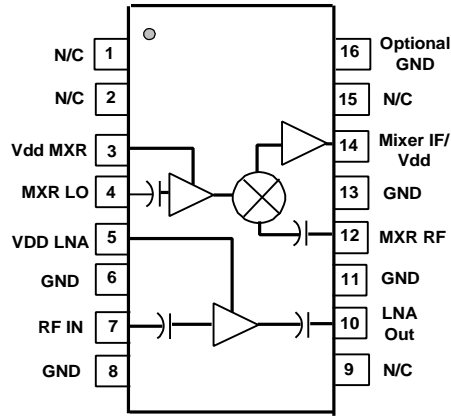 N/C 1
N/C 2
Vdd MXR 3
MXR LO 4
VDD LNA 5
GND 6
RF IN 7
GND 8
16 Optional
GND
15 N/C
14 Mixer IF/
Vdd
13 GND
12 MXR RF
11 GND
10 LNA
Out
9 N/C